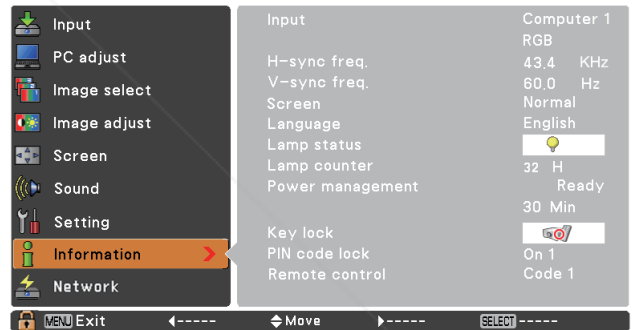 Input
PC adjust
Image select
Image adjust
Screen
Sound
Setting
Information
Network
Input Computer 1
RGB
H-sync freq. 43.4 KHz
V-sync freq. 60.0 Hz
Screen Normal
Language English
Lamp status
Lamp counter 32 H
Power management Ready
30 Min
Key lock
PIN code lock On 1
Remote control Code 1
MENU Exit ◀----- ◆Move ▶----- SELECT -----